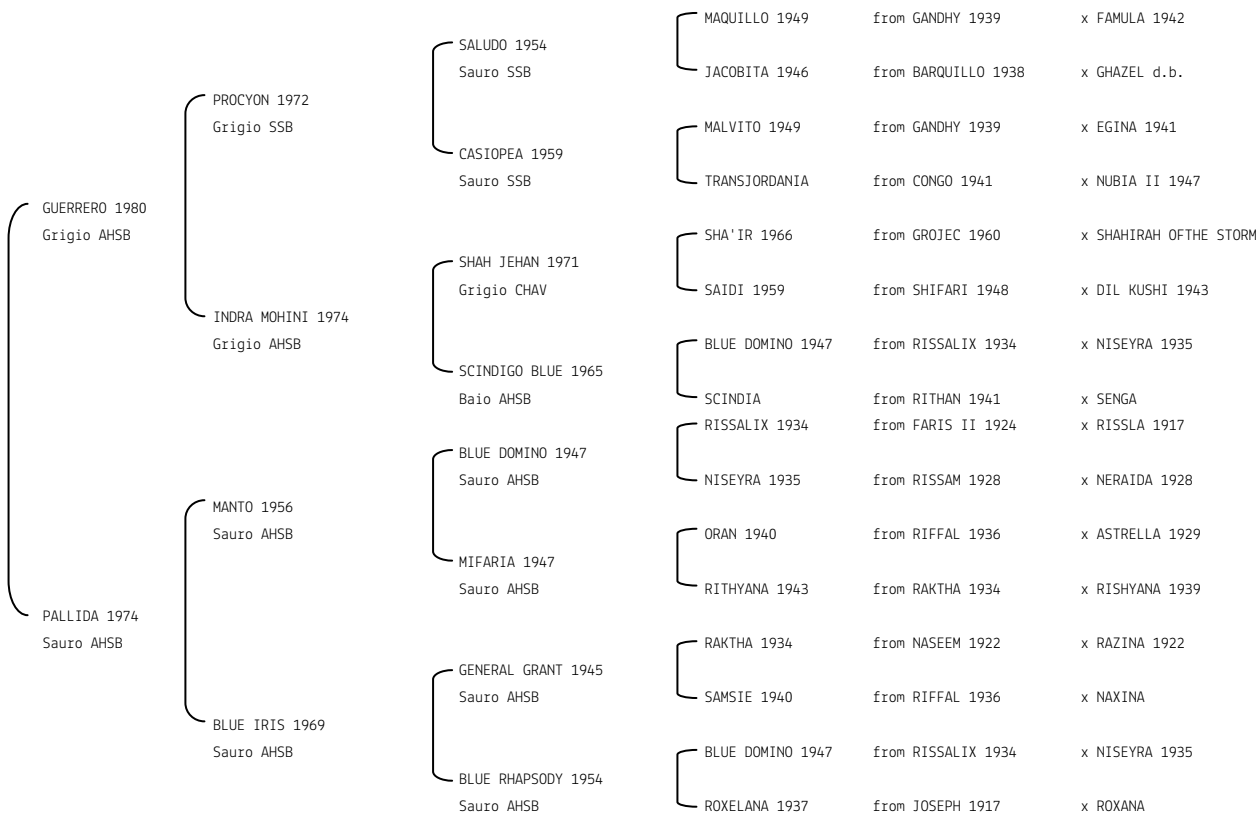 MAQUILLO 1949 from GANDHY 1939 x FAMULA 1942
SALUDO 1954
Sauro SSB JACOBITA 1946 from BARQUILLO 1938 x GHAZEL d.b.
PROCYON 1972
Grigio SSB MALVITO 1949 from GANDHY 1939 x EGINA 1941
CASIOPEA 1959
Sauro SSB TRANSJORDANIA from CONGO 1941 x NUBIA II 1947
GUERRERO 1980
Grigio AHSB SHA'IR 1966 from GROJEC 1960 x SHAHIRAH OFTHE STORM
SHAH JEHAN 1971
Grigio CHAV SAIDI 1959 from SHIFARI 1948 x DIL KUSHI 1943
INDRA MOHINI 1974
Grigio AHSB BLUE DOMINO 1947 from RISSALIX 1934 x NISEYRA 1935
SCINDIGO BLUE 1965
Baio AHSB SCINDIA from RITHAN 1941 x SENGA
RISSALIX 1934 from FARIS II 1924 x RISSLA 1917
BLUE DOMINO 1947
Sauro AHSB NISEYRA 1935 from RISSAM 1928 x NERAIDA 1928
MANTO 1956
Sauro AHSB ORAN 1940 from RIFFAL 1936 x ASTRELLA 1929
MIFARIA 1947
Sauro AHSB RITHYANA 1943 from RAKTHA 1934 x RISHYANA 1939
PALLIDA 1974
Sauro AHSB RAKTHA 1934 from NASEEM 1922 x RAZINA 1922
GENERAL GRANT 1945
Sauro AHSB SAMSIE 1940 from RIFFAL 1936 x NAXINA
BLUE IRIS 1969
Sauro AHSB BLUE DOMINO 1947 from RISSALIX 1934 x NISEYRA 1935
BLUE RHAPSODY 1954
Sauro AHSB ROXELANA 1937 from JOSEPH 1917 x ROXANA